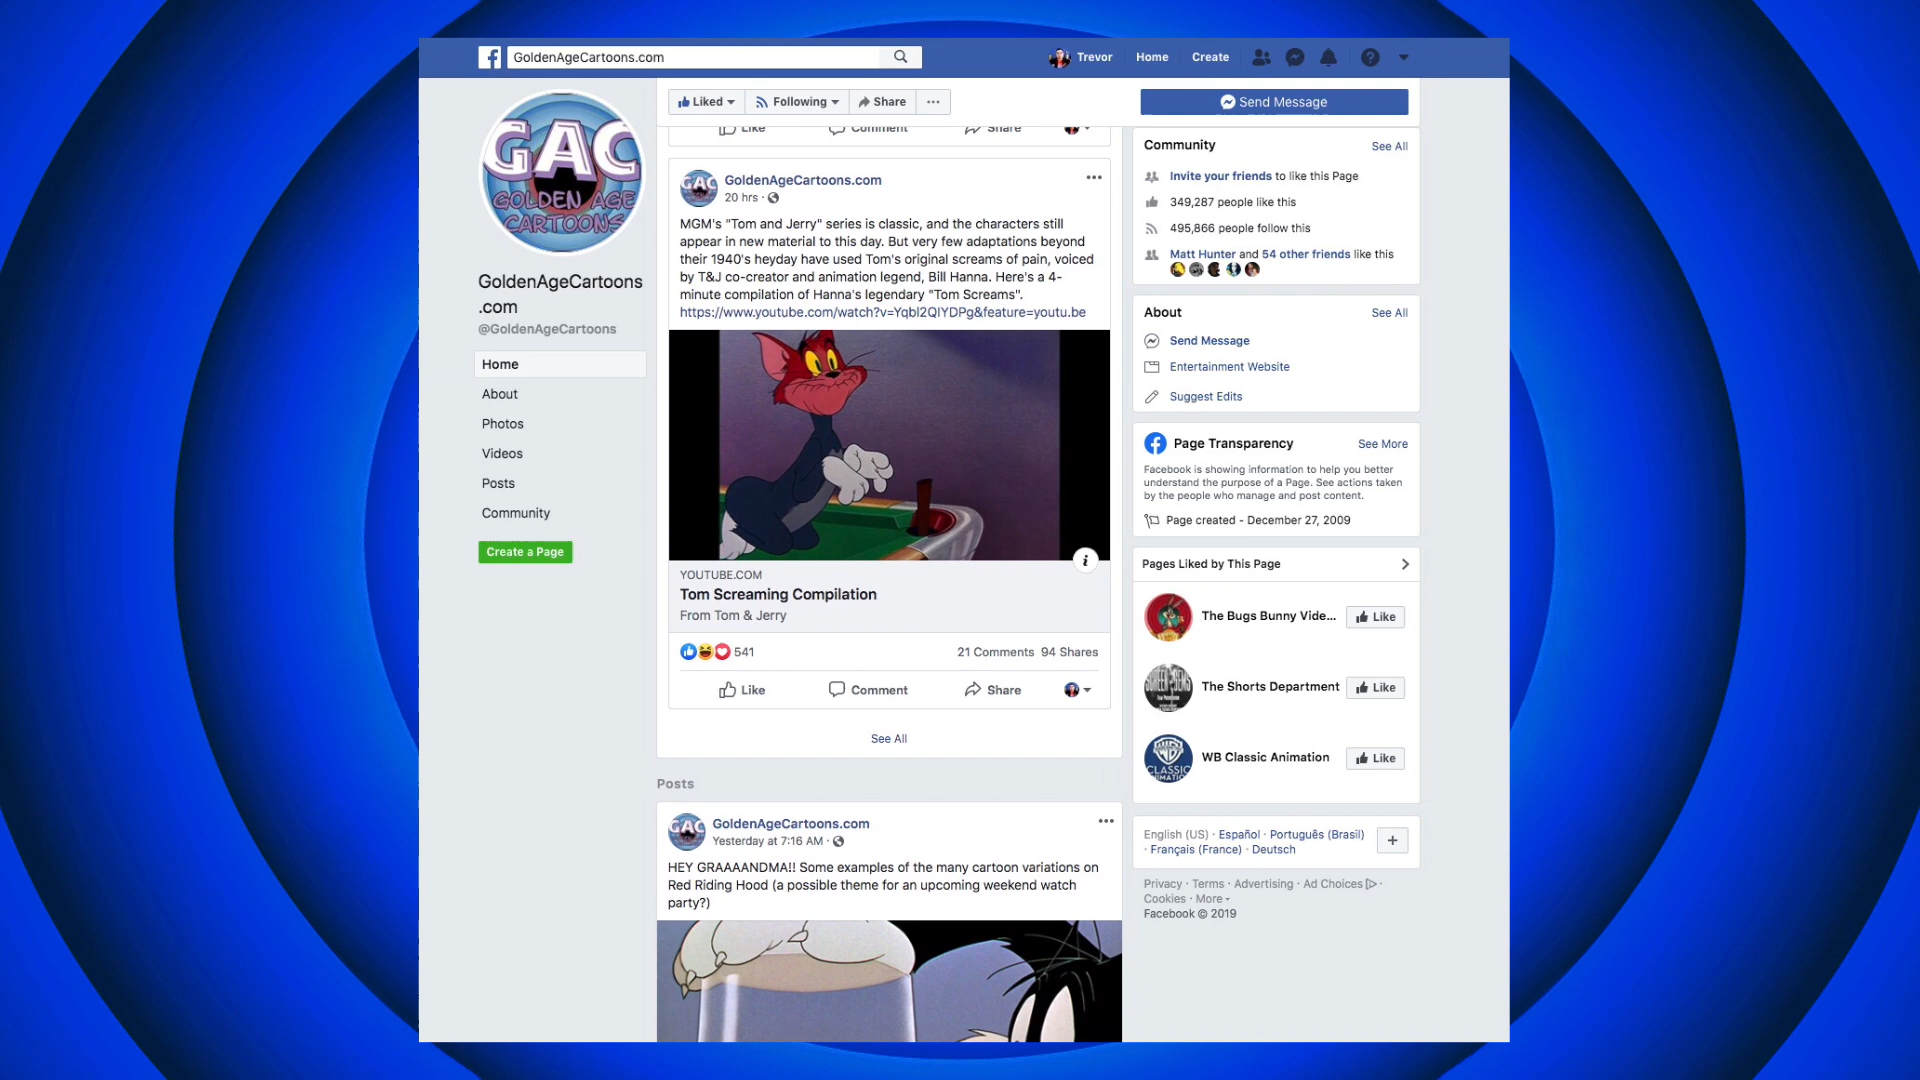 GoldenAgeCartoons.com
Trevor
Home
Create
GAC
GOLDEN AGE
CARTOONS
GoldenAgeCartoons
.com
@GoldenAgeCartoons
Home
About
Photos
Videos
Posts
Community
Create a Page
Liked
Following
Share
Send Message
Like
Comment
Share
GAC
GoldenAgeCartoons.com
20 hrs ·
MGM's "Tom and Jerry" series is classic, and the characters still
appear in new material to this day. But very few adaptations beyond
their 1940's heyday have used Tom's original screams of pain, voiced
by T&J co-creator and animation legend, Bill Hanna. Here's a 4-
minute compilation of Hanna's legendary "Tom Screams".
https://www.youtube.com/watch?v=YqbI2QIYDPg&feature=youtu.be
YOUTUBE.COM
Tom Screaming Compilation
From Tom & Jerry
541
21 Comments 94 Shares
Like
Comment
Share
See All
Posts
GAC
GoldenAgeCartoons.com
Yesterday at 7:16 AM ·
HEY GRAAAANDMA!! Some examples of the many cartoon variations on
Red Riding Hood (a possible theme for an upcoming weekend watch
party?)
Community
See All
Invite your friends to like this Page
349,287 people like this
495,866 people follow this
Matt Hunter and 54 other friends like this
About
See All
Send Message
Entertainment Website
Suggest Edits
Page Transparency
See More
Facebook is showing information to help you better
understand the purpose of a Page. See actions taken
by the people who manage and post content.
Page created - December 27, 2009
Pages Liked by This Page
The Bugs Bunny Vide...
Like
The Shorts Department
Like
WB Classic Animation
Like
English (US) · Español · Português (Brasil)
· Français (France) · Deutsch
Privacy · Terms · Advertising · Ad Choices ·
Cookies · More
Facebook © 2019